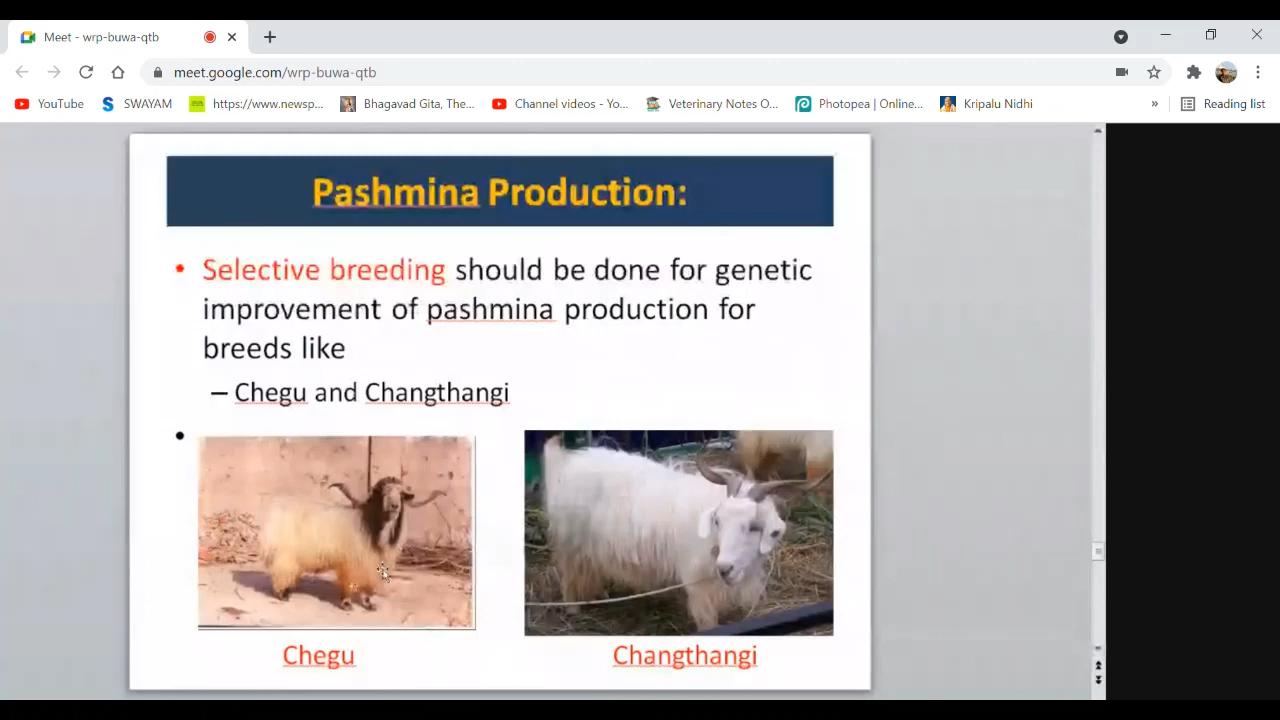 Meet - wrp-buwa-qtb
meet.google.com/wrp-buwa-qtb
YouTube SWAYAM https://www.newsp... Bhagavad Gita, The... Channel videos - Yo... Veterinary Notes O... Photopea | Online... Kripalu Nidhi » Reading list
Pashmina Production:
• Selective breeding should be done for genetic
improvement of pashmina production for
breeds like
– Chegu and Changthangi
•
Chegu Changthangi